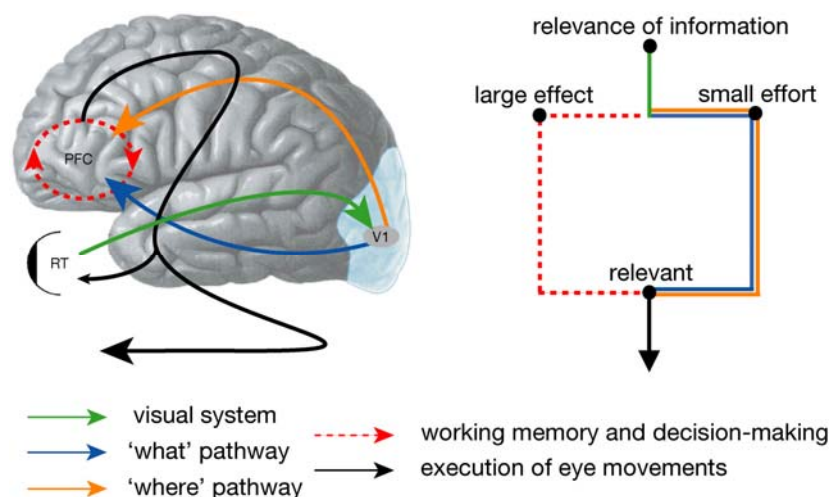 PFC
V1
RT
relevance of information
large effect
small effort
relevant
visual system
'what' pathway
'where' pathway
working memory and decision-making
execution of eye movements